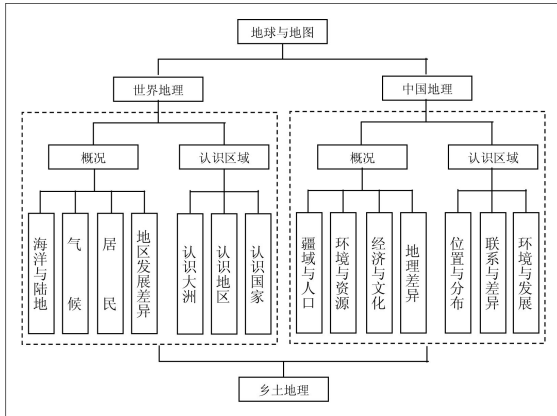 地球与地图
世界地理
中国地理
概况
认识区域
概况
认识区域
海洋与陆地
气候
居民
地区发展差异
认识大洲
认识地区
认识国家
疆域与人口
环境与资源
经济与文化
地理差异
位置与分布
联系与差异
环境与发展
乡土地理